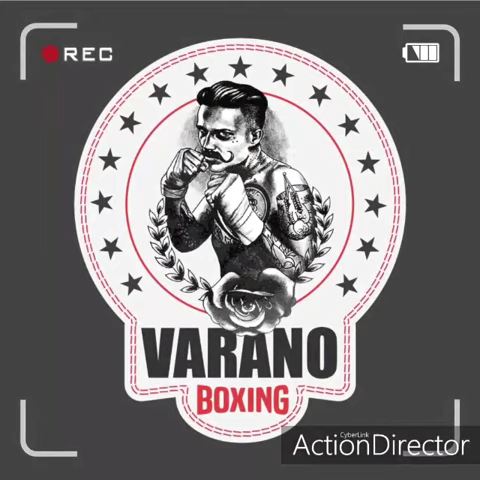 REC
VARANO
BOXING
CyberLink
ActionDirector